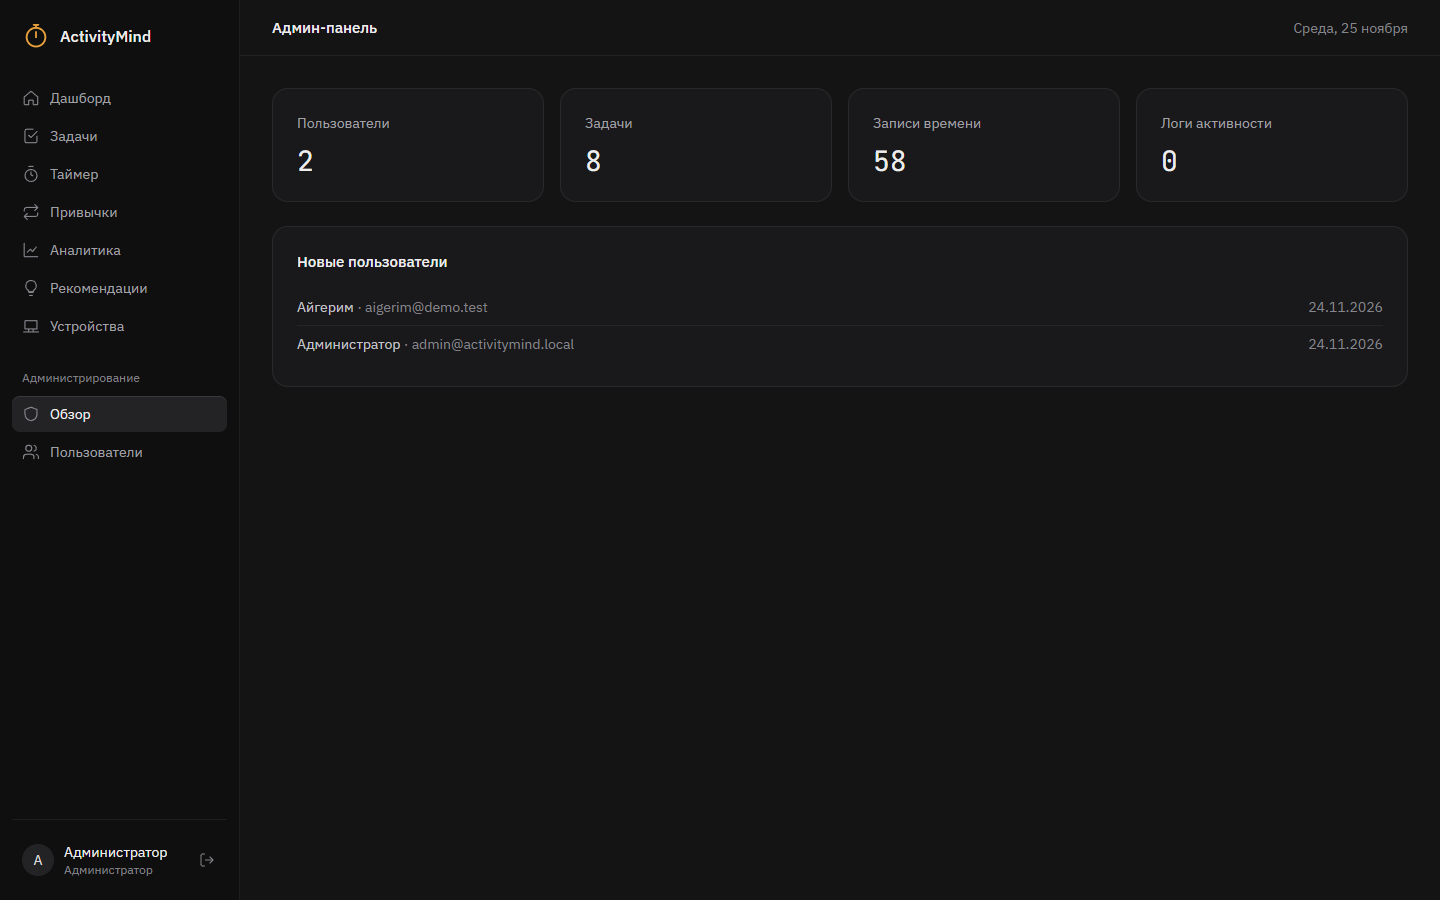 ActivityMind
Дашборд
Задачи
Таймер
Привычки
Аналитика
Рекомендации
Устройства
Администрирование
Обзор
Пользователи
А
Администратор
Администратор
Админ-панель
Среда, 25 ноября
Пользователи
2
Задачи
8
Записи времени
58
Логи активности
0
Новые пользователи
Айгерим · aigerim@demo.test
24.11.2026
Администратор · admin@activitymind.local
24.11.2026